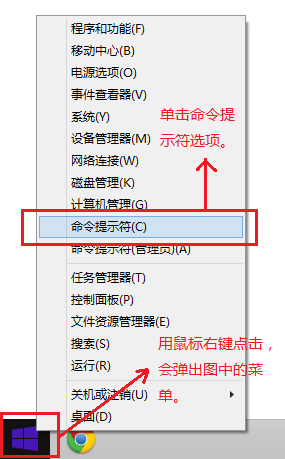 程序和功能(F)
移动中心(B)
电源选项(O)
事件查看器(V)
系统(Y)
设备管理器(M)
网络连接(W)
磁盘管理(K)
计算机管理(G)
命令提示符(C)
命令提示符(管理员)(A)
任务管理器(T)
控制面板(P)
文件资源管理器(E)
搜索(S)
运行(R)
关机或注销(U)
桌面(D)
单击命令提
示符选项。
用鼠标右键点击，
会弹出图中的菜
单。